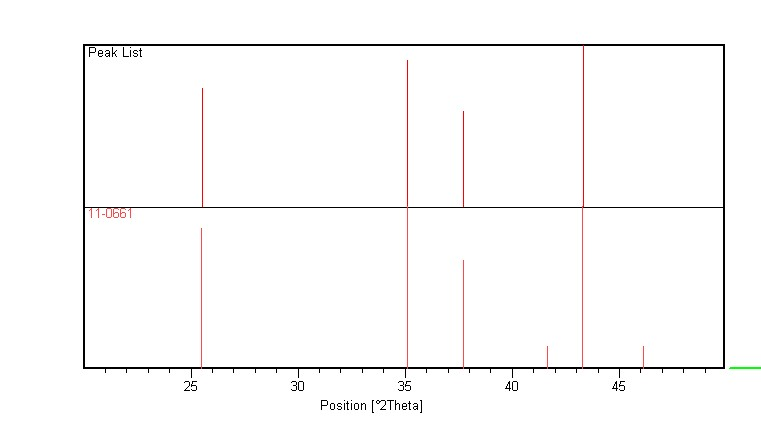 Peak List
11-0661
25 30 35 40 45
Position [°2Theta]